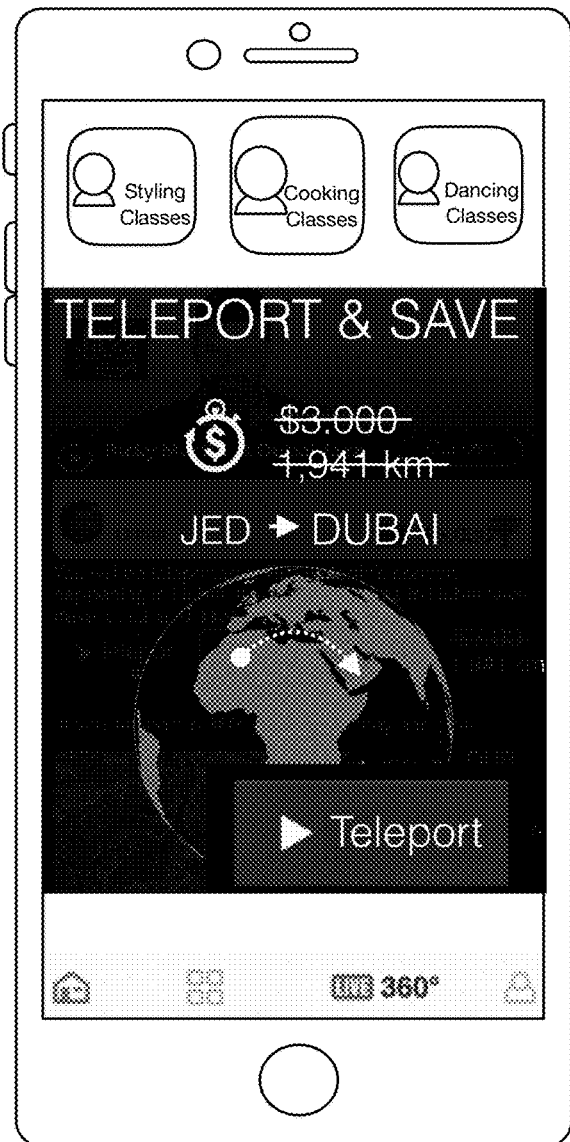 Styling
Classes
Cooking
Classes
Dancing
Classes
TELEPORT & SAVE
$
$3.000
1,941 km
JED ➤ DUBAI
Teleport
360°